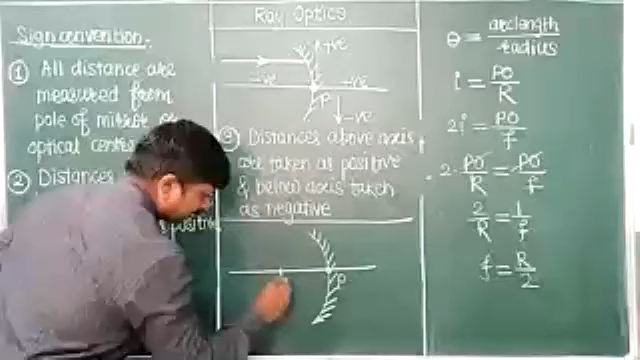 Ray Optics
Sign convention.
① All distance are
measured from
pole of mirror or
optical cente
② Distances
positive
+ve
-ve
+ve
P
-ve
③ Distances above axis
are taken as positive
& below axis taken
as negative
P
θ = arclength/radius
i = PO/R
2i = PO/f
2 PO/R = PO/f
2/R = 1/f
f = R/2